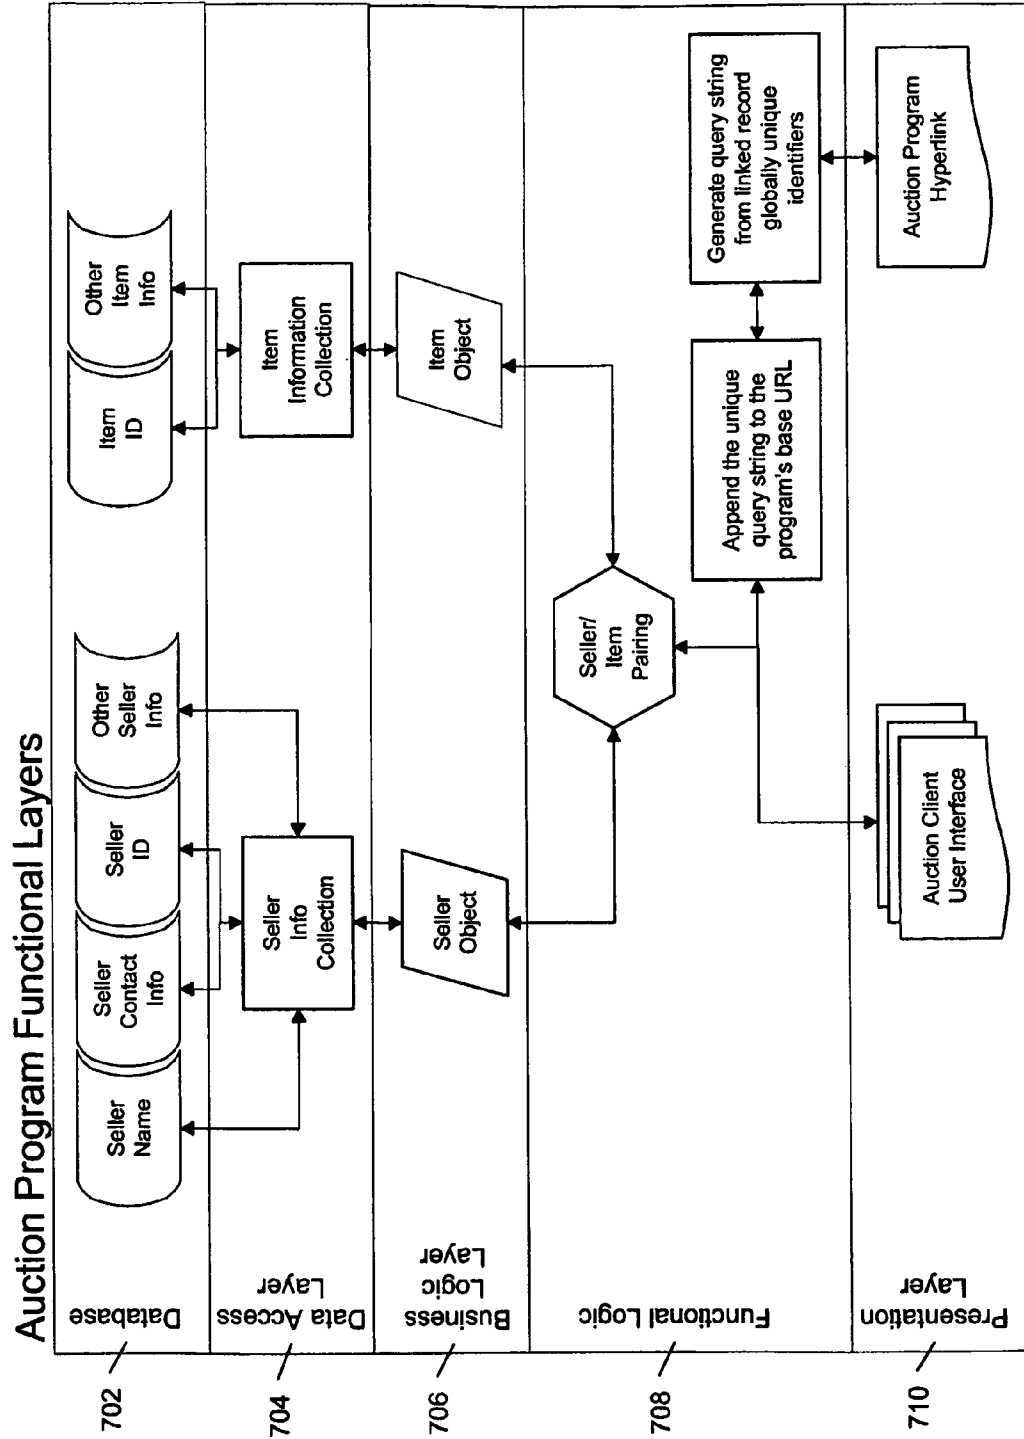 Auction Program Functional Layers
702
Database
Seller
Name
Seller
Contact
Info
Seller
ID
Other
Seller
Info
Item
ID
Other
Item
Info
704
Data Access
Layer
Seller
Info
Collection
Item
Information
Collection
706
Business
Logic
Layer
Seller
Object
Item
Object
708
Functional Logic
Seller/
Item
Pairing
Append the unique
query string to the
program's base URL
Generate query string
from linked record
globally unique
identifiers
710
Presentation
Layer
Auction Client
User Interface
Auction Program
Hyperlink